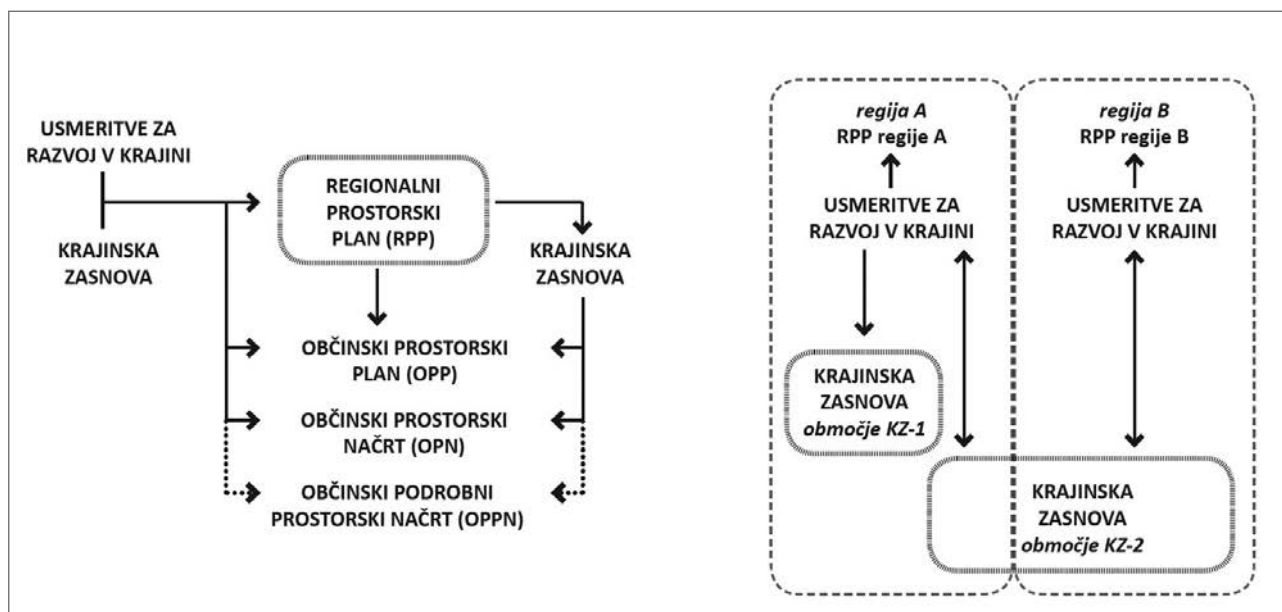 USMERITVE ZA
RAZVOJ V KRAJINI
KRAJINSKA
ZASNOVA
REGIONALNI
PROSTORSKI
PLAN (RPP)
KRAJINSKA
ZASNOVA
OBČINSKI PROSTORSKI
PLAN (OPP)
OBČINSKI PROSTORSKI
NAČRT (OPN)
OBČINSKI PODROBNI
PROSTORSKI NAČRT (OPPN)
regija A
RPP regije A
USMERITVE ZA
RAZVOJ V KRAJINI
KRAJINSKA
ZASNOVA
območje KZ-1
regija B
RPP regije B
USMERITVE ZA
RAZVOJ V KRAJINI
KRAJINSKA
ZASNOVA
območje KZ-2